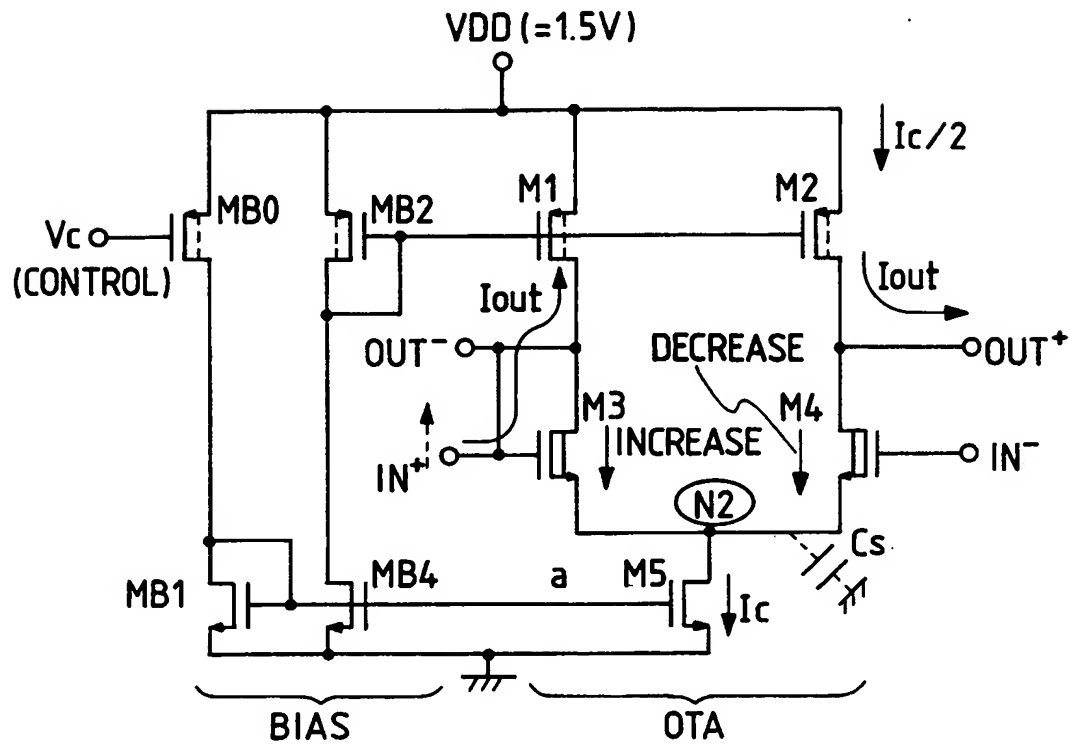 VDD (=1.5V)
Ic/2
MB0
MB2
M1
M2
Vc
(CONTROL)
Iout
Iout
OUT⁻
DECREASE
OUT⁺
M3
M4
INCREASE
IN⁺
IN⁻
N2
Cs
MB1
MB4
a
M5
Ic
BIAS
OTA